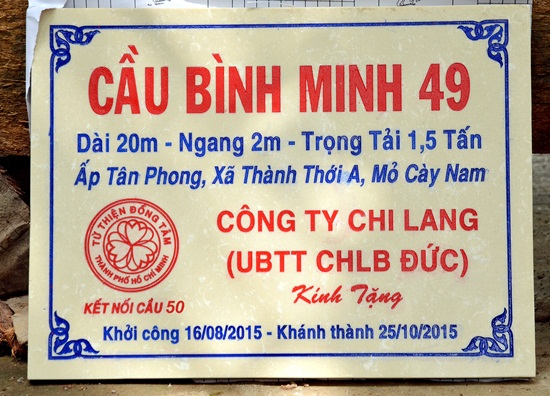 CẦU BÌNH MINH 49
Dài 20m - Ngang 2m - Trọng Tải 1,5 Tấn
Ấp Tân Phong, Xã Thành Thới A, Mỏ Cày Nam
TỪ THIỆN ĐỒNG TÂM
THÀNH PHỐ HỒ CHÍ MINH
KẾT NỐI CẦU 50
CÔNG TY CHI LANG
(UBTT CHLB ĐỨC)
Kính Tặng
Khởi công 16/08/2015 - Khánh thành 25/10/2015